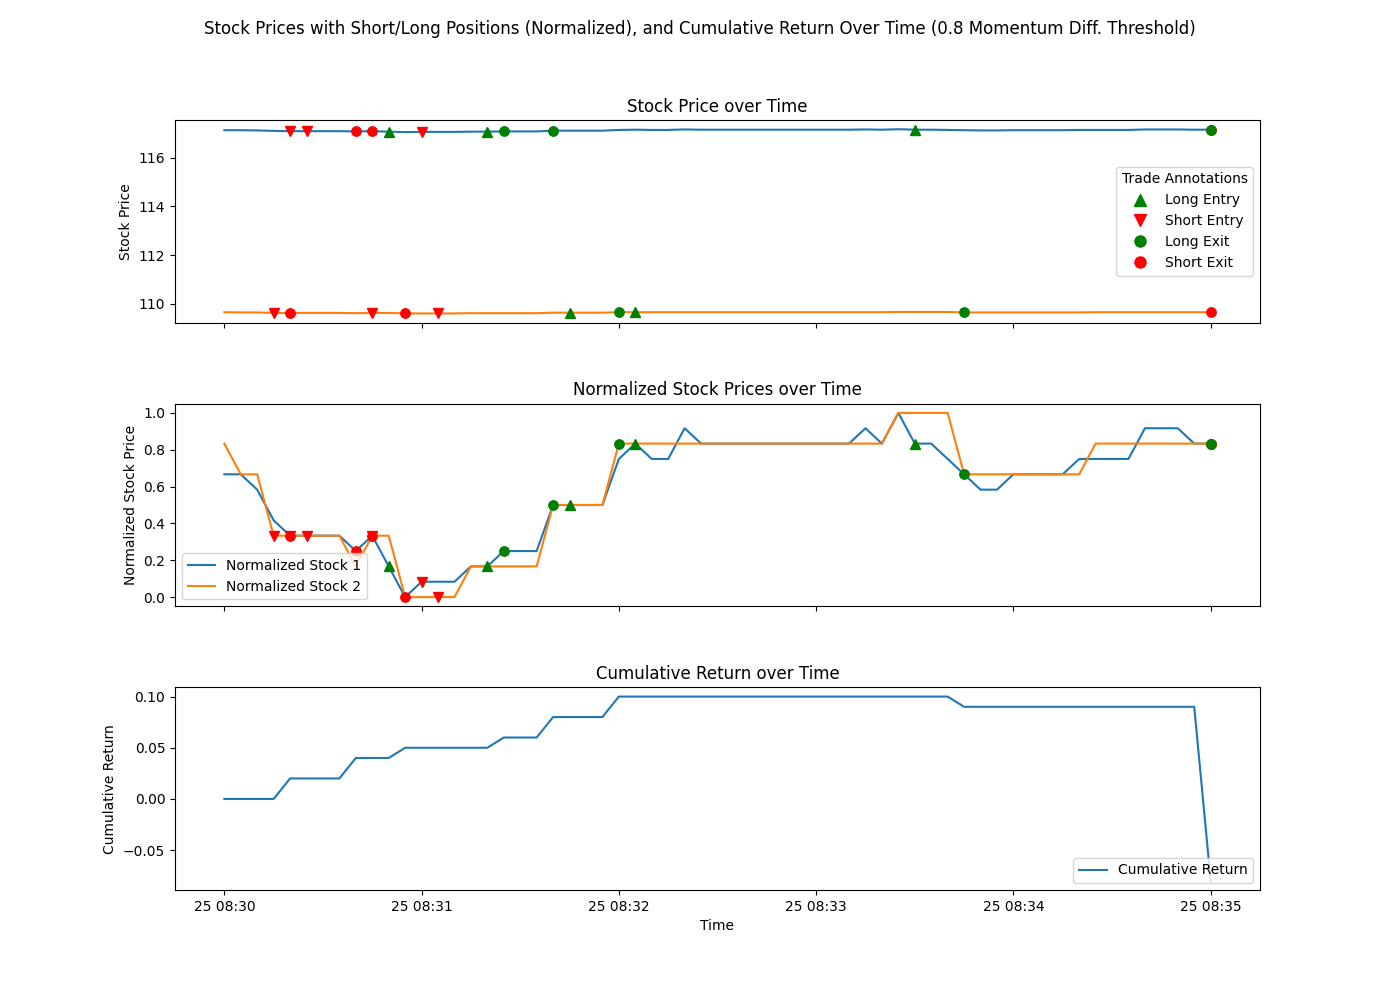 Stock Prices with Short/Long Positions (Normalized), and Cumulative Return Over Time (0.8 Momentum Diff. Threshold)
Stock Price over Time
Stock Price
116
114
112
110
Trade Annotations
Long Entry
Short Entry
Long Exit
Short Exit
Normalized Stock Prices over Time
Normalized Stock Price
1.0
0.8
0.6
0.4
0.2
0.0
Normalized Stock 1
Normalized Stock 2
Cumulative Return over Time
Cumulative Return
0.10
0.05
0.00
−0.05
Cumulative Return
25 08:30
25 08:31
25 08:32
25 08:33
25 08:34
25 08:35
Time